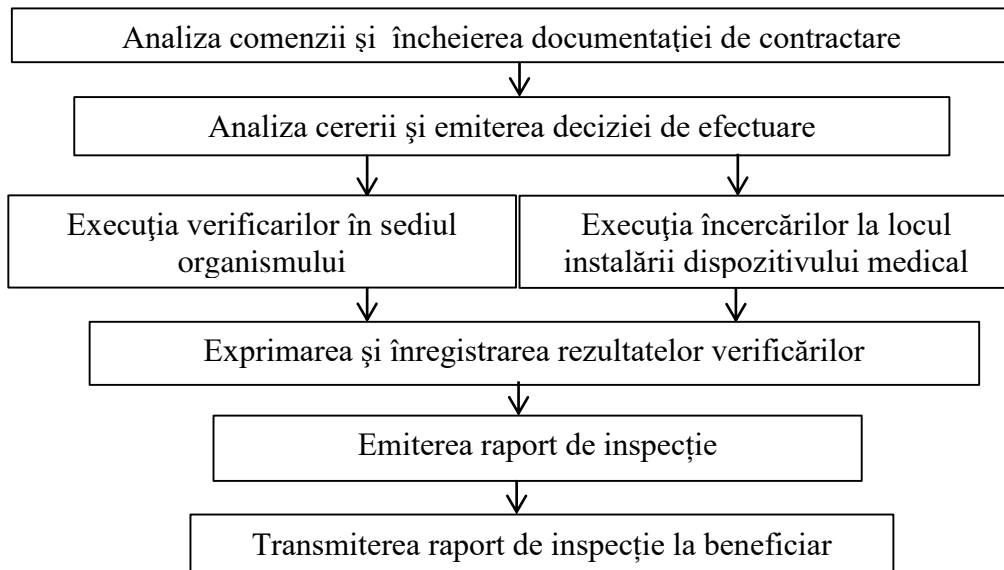 Analiza comenzii și  încheierea documentației de contractare
Analiza cererii şi emiterea deciziei de efectuare
Execuţia verificarilor în sediul
organismului
Execuţia încercărilor la locul
instalării dispozitivului medical
Exprimarea şi înregistrarea rezultatelor verificărilor
Emiterea raport de inspecție
Transmiterea raport de inspecție la beneficiar